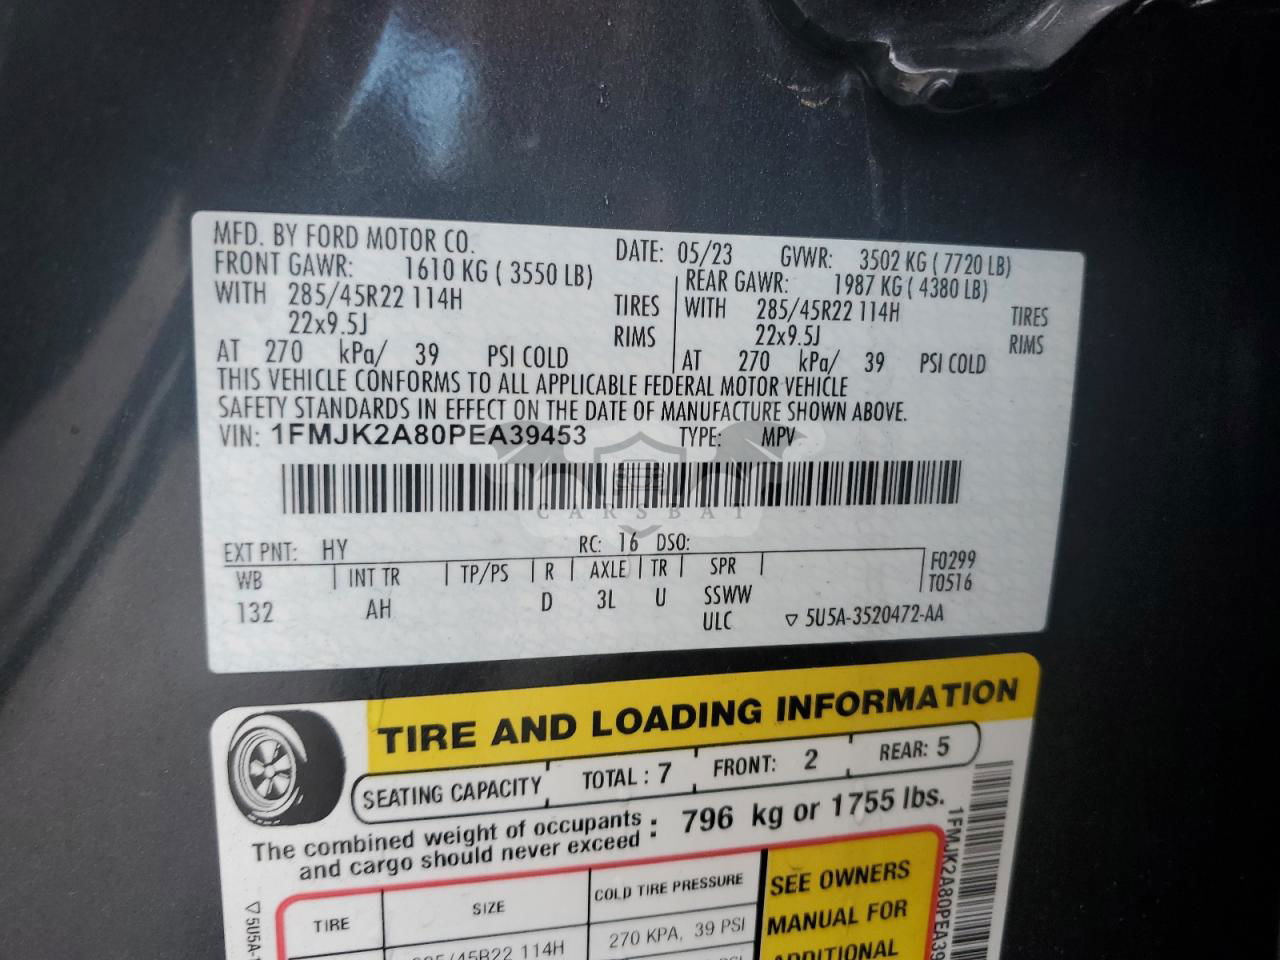 MFD. BY FORD MOTOR CO. DATE: 05/23 GVWR: 3502 KG ( 7720 LB)
FRONT GAWR: 1610 KG ( 3550 LB) REAR GAWR: 1987 KG ( 4380 LB)
WITH 285/45R22 114H TIRES WITH 285/45R22 114H TIRES
22x9.5J RIMS 22x9.5J RIMS
AT 270 kPa/ 39 PSI COLD AT 270 kPa/ 39 PSI COLD
THIS VEHICLE CONFORMS TO ALL APPLICABLE FEDERAL MOTOR VEHICLE
SAFETY STANDARDS IN EFFECT ON THE DATE OF MANUFACTURE SHOWN ABOVE.
VIN: 1FMJK2A80PEA39453 TYPE: MPV
CARSBAT
EXT PNT: HY RC: 16 DSO:
WB INT TR TP/PS R AXLE TR SPR F0299
132 AH D 3L U SSWW T0516
ULC 5U5A-3520472-AA
TIRE AND LOADING INFORMATION
SEATING CAPACITY TOTAL : 7 FRONT: 2 REAR: 5
The combined weight of occupants
and cargo should never exceed : 796 kg or 1755 lbs.
TIRE SIZE COLD TIRE PRESSURE
285/45R22 114H 270 KPA, 39 PSI
SEE OWNERS
MANUAL FOR
ADDITIONAL
1FMJK2A80PEA39
5U5A-